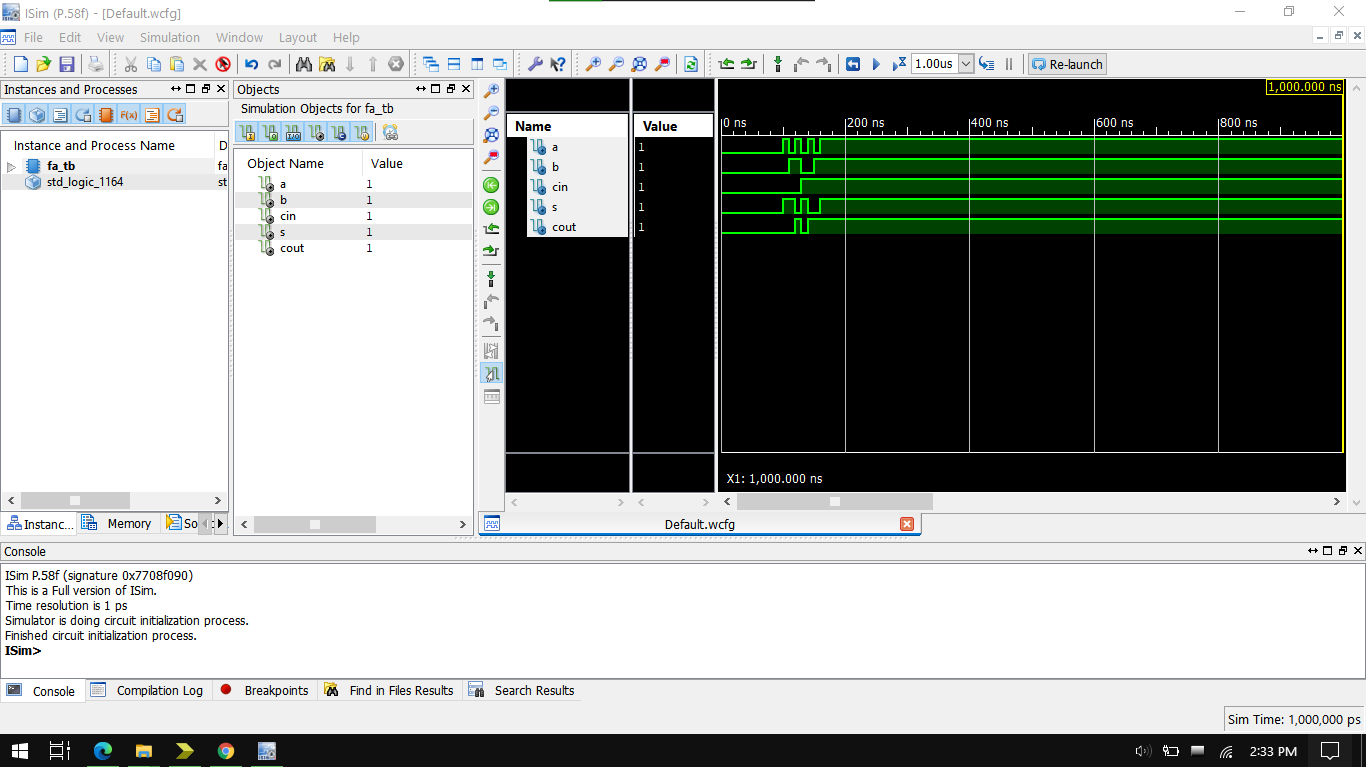 ISim (P.58f) - [Default.wcfg]
File Edit View Simulation Window Layout Help
1.00us Re-launch
Instances and Processes
Instance and Process Name D
fa_tb fa
std_logic_1164 st
Instanc... Memory So
Objects
Simulation Objects for fa_tb
Object Name Value
a 1
b 1
cin 1
s 1
cout 1
1,000.000 ns
Name Value
0 ns 200 ns 400 ns 600 ns 800 ns
a 1
b 1
cin 1
s 1
cout 1
X1: 1,000.000 ns
Default.wcfg
Console
ISim P.58f (signature 0x7708f090)
This is a Full version of ISim.
Time resolution is 1 ps
Simulator is doing circuit initialization process.
Finished circuit initialization process.
ISim>
Console Compilation Log Breakpoints Find in Files Results Search Results
Sim Time: 1,000,000 ps
2:33 PM